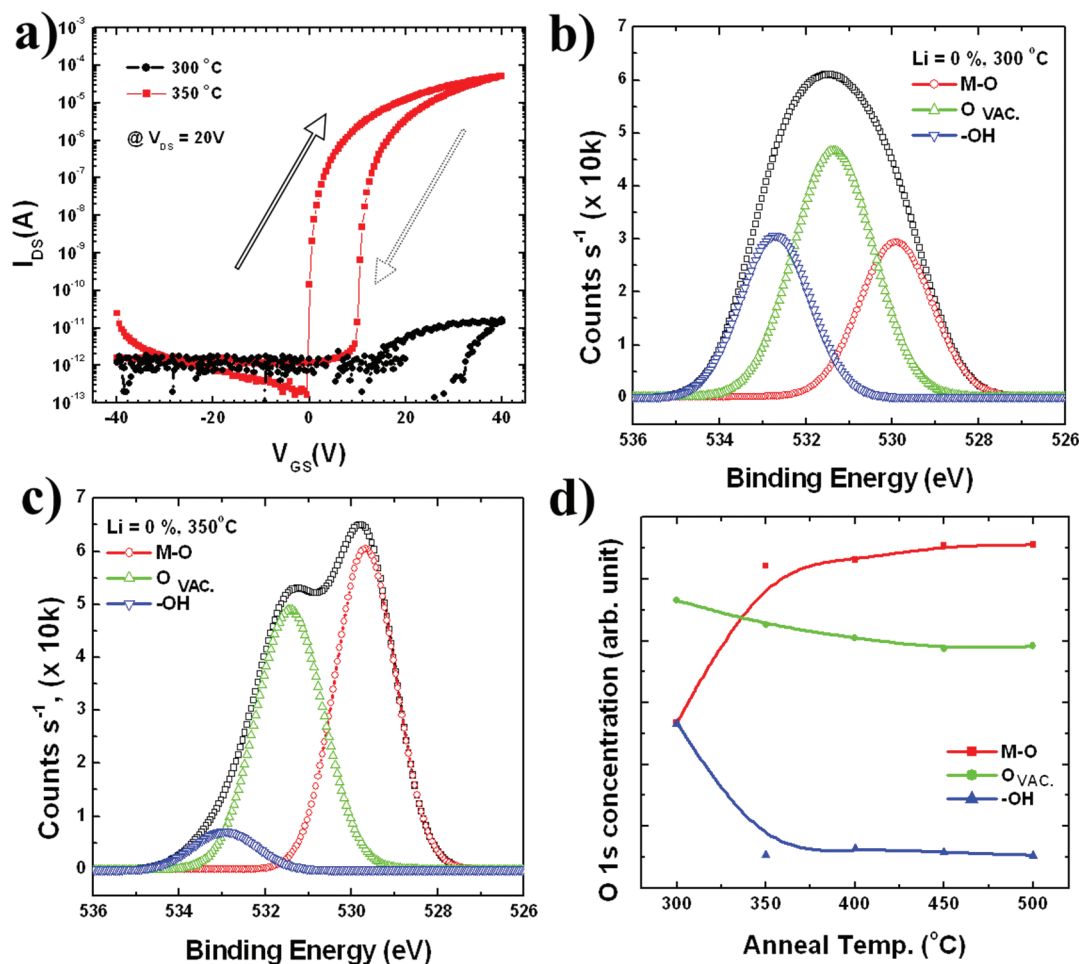 a)
10⁻³
10⁻⁴
10⁻⁵
10⁻⁶
10⁻⁷
10⁻⁸
10⁻⁹
10⁻¹⁰
10⁻¹¹
10⁻¹²
10⁻¹³
I_DS(A)
300 °C
350 °C
@ V_DS = 20V
-40 -20 0 20 40
V_GS(V)
b)
7
6
5
4
3
2
1
0
Counts s⁻¹ (x 10k)
Li = 0 %, 300 °C
M-O
O VAC.
-OH
536 534 532 530 528 526
Binding Energy (eV)
c)
7
6
5
4
3
2
1
0
Counts s⁻¹, (x 10k)
Li = 0 %, 350°C
M-O
O VAC.
-OH
536 534 532 530 528 526
Binding Energy (eV)
d)
O 1s concentration (arb. unit)
M-O
O VAC.
-OH
300 350 400 450 500
Anneal Temp. (°C)